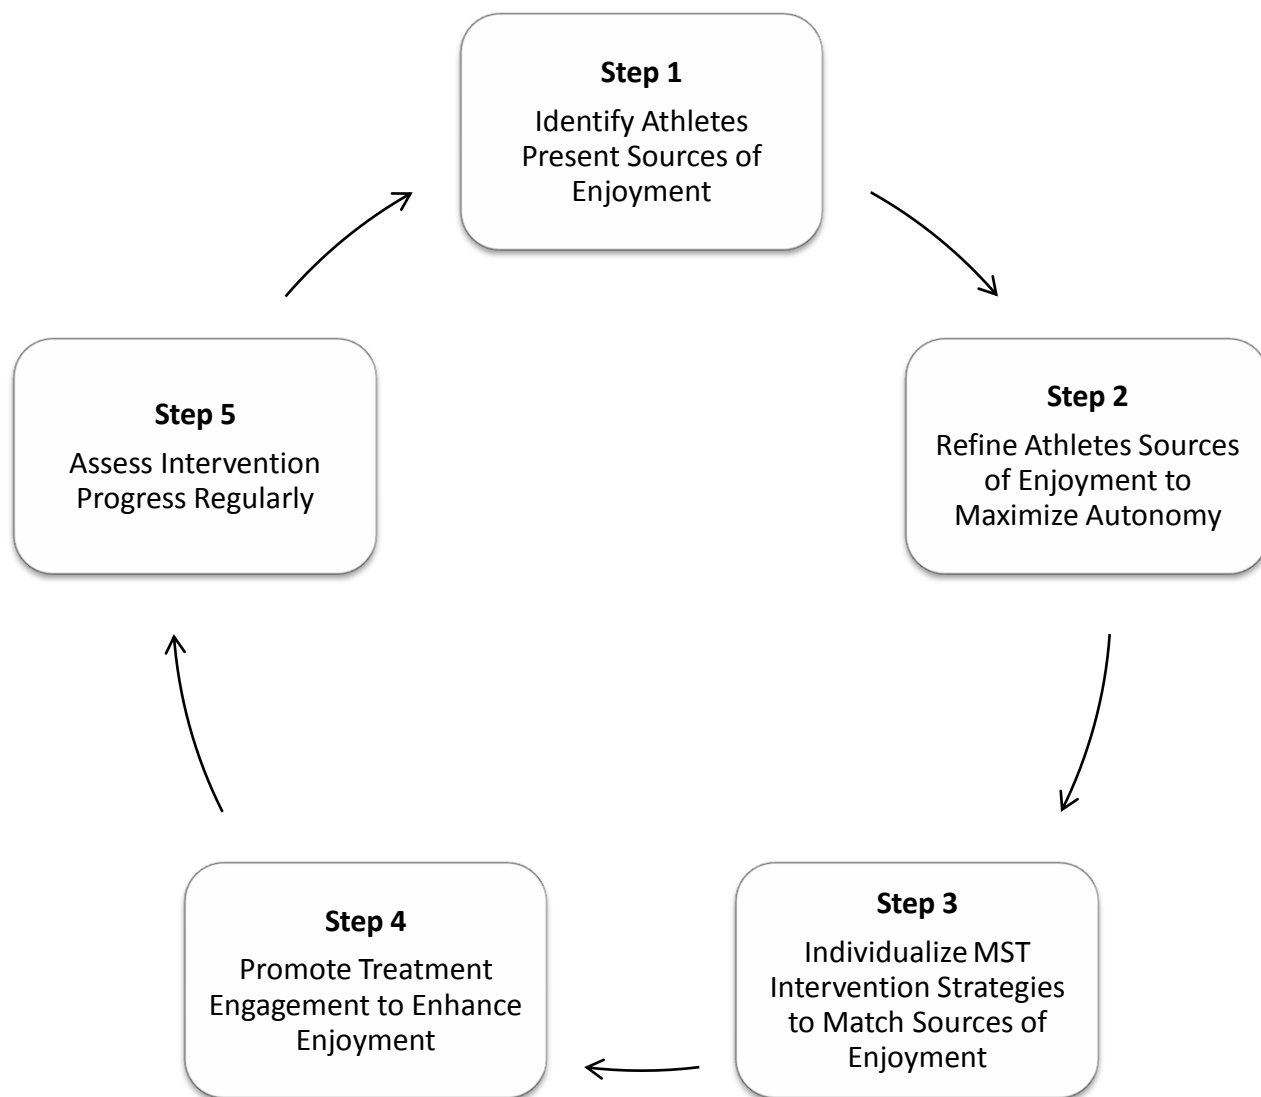 Step 1
Identify Athletes
Present Sources of
Enjoyment
Step 2
Refine Athletes Sources
of Enjoyment to
Maximize Autonomy
Step 3
Individualize MST
Intervention Strategies
to Match Sources of
Enjoyment
Step 4
Promote Treatment
Engagement to Enhance
Enjoyment
Step 5
Assess Intervention
Progress Regularly